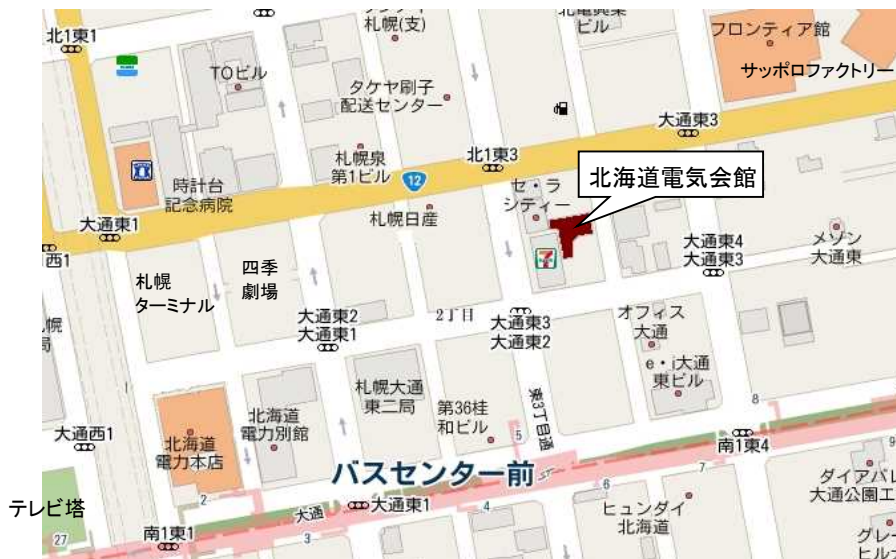 札幌(支)
ビル
フロンティア館
北1東1
サッポロファクトリー
TOビル
タケヤ刷子
配送センター
大通東3
札幌泉
第1ビル
北1東3
北海道電気会館
12
時計台
記念病院
セ・ラ
シティー
札幌日産
大通東1
西1
大通東4
大通東3
メゾン
大通東
四季
劇場
札幌
ターミナル
大通東2
大通東1
2丁目
大通東3
大通東2
オフィス
大通
e・i大通
東ビル
札幌大通
東二局
東3丁目通
8
北海道
電力別館
第36桂
和ビル
大通西1
北海道
電力本店
5
南1東4
9
バスセンター前
7
ダイアパレ
大通公園エ
テレビ塔
2
大通
大通東1
4
6
ヒュンダイ
北海道
27
南1東1
3
グレ
ヒル